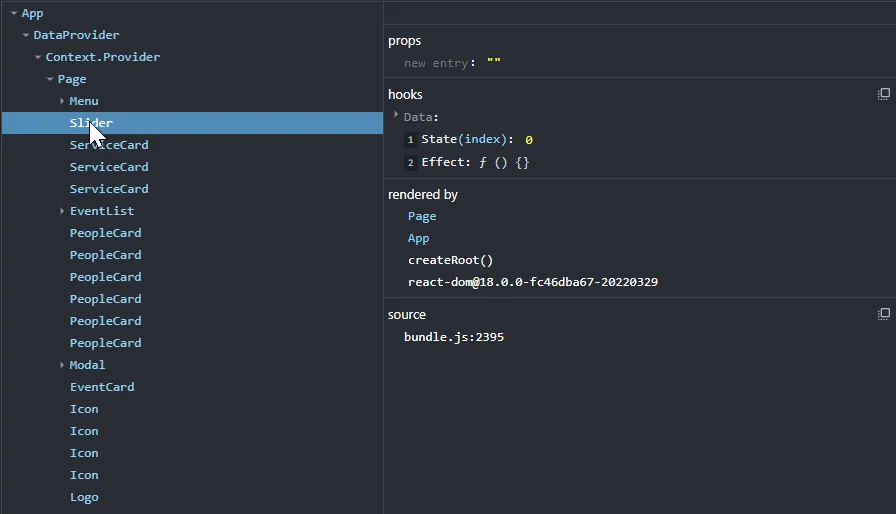 App
DataProvider
Context.Provider
Page
Menu
Slider
ServiceCard
ServiceCard
ServiceCard
EventList
PeopleCard
PeopleCard
PeopleCard
PeopleCard
PeopleCard
PeopleCard
Modal
EventCard
Icon
Icon
Icon
Icon
Logo
props
new entry: ""
hooks
Data:
1 State(index): 0
2 Effect: ƒ () {}
rendered by
Page
App
createRoot()
react-dom@18.0.0-fc46dba67-20220329
source
bundle.js:2395